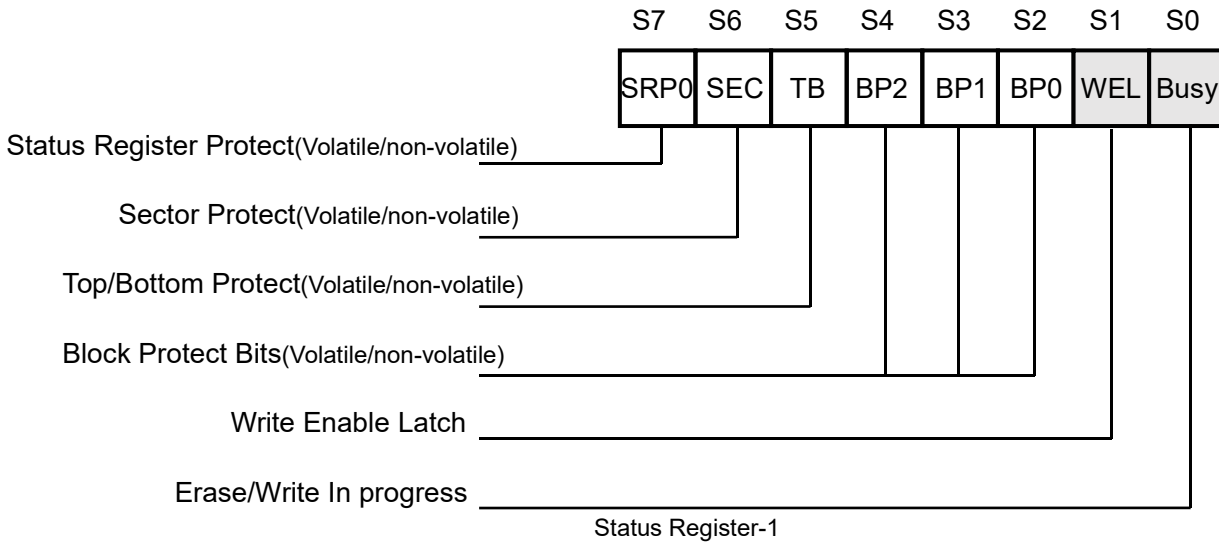 S7 S6 S5 S4 S3 S2 S1 S0
SRP0 SEC TB BP2 BP1 BP0 WEL Busy
Status Register Protect(Volatile/non-volatile)
Sector Protect(Volatile/non-volatile)
Top/Bottom Protect(Volatile/non-volatile)
Block Protect Bits(Volatile/non-volatile)
Write Enable Latch
Erase/Write In progress
Status Register-1